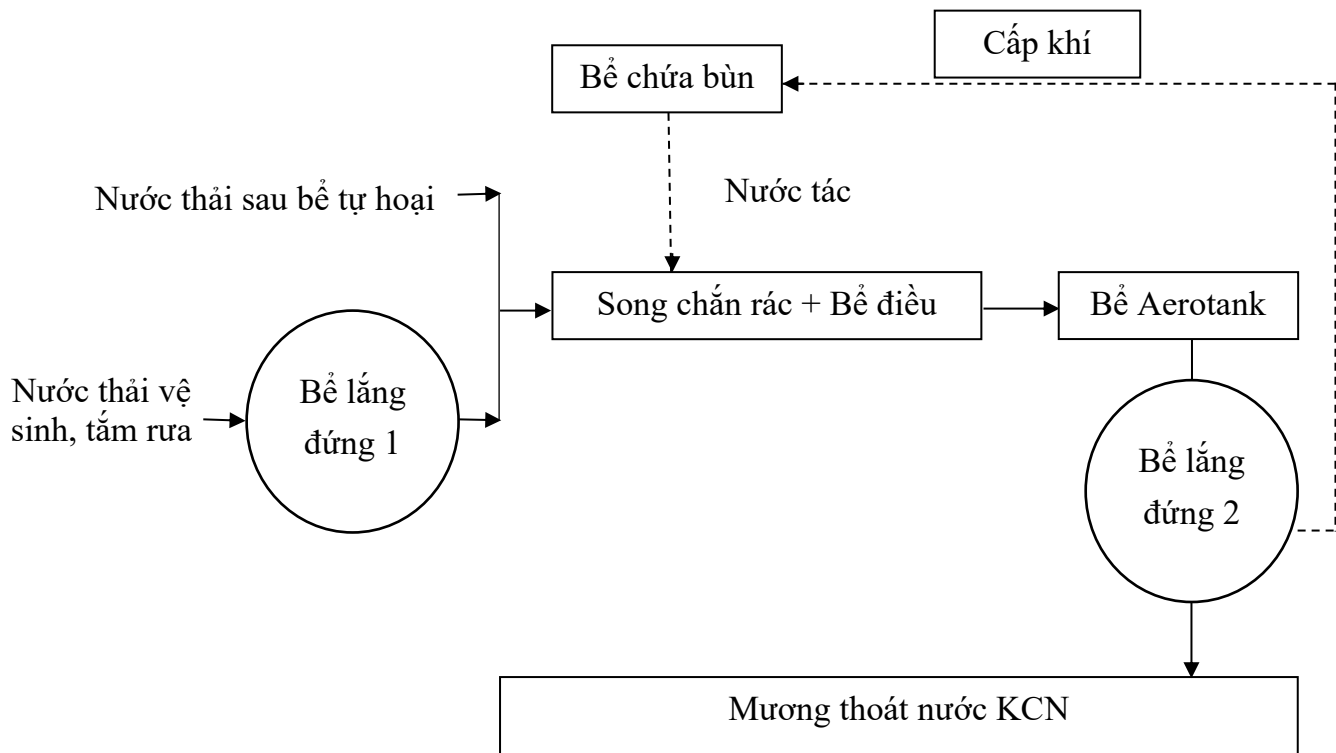 Cấp khí
Bể chứa bùn
Nước thải sau bể tự hoại
Nước tác
Song chắn rác + Bể điều
Bể Aerotank
Nước thải vệ
sinh, tắm rưa
Bể lắng
đứng 1
Bể lắng
đứng 2
Mương thoát nước KCN